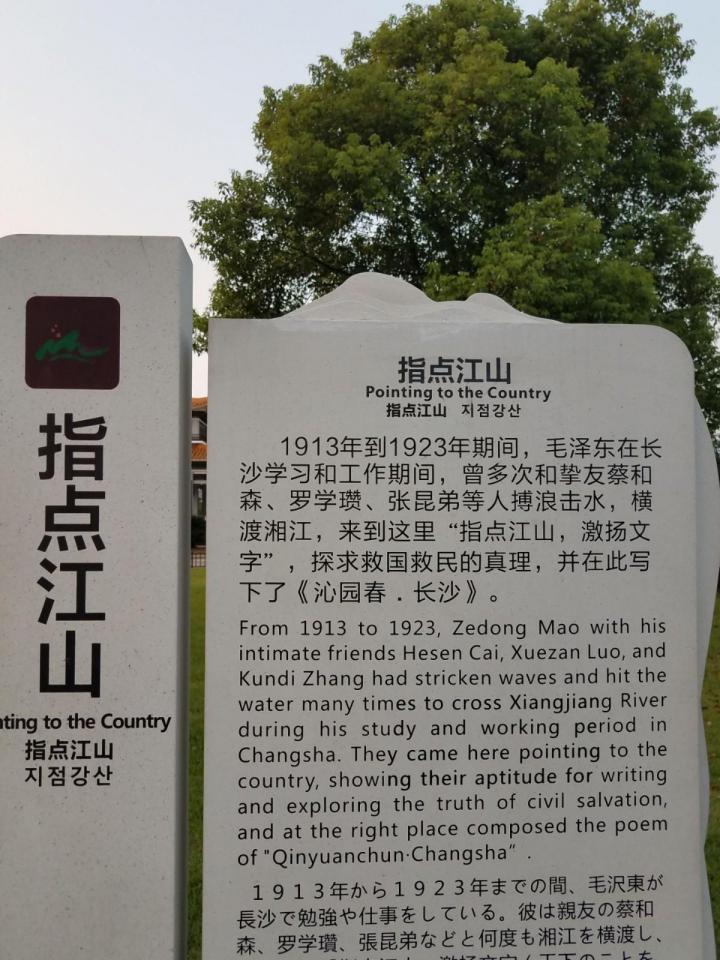 指
点
江
山
ting to the Country
指点江山
지점강산
指点江山
Pointing to the Country
指点江山 지점강산
1913年到1923年期间，毛泽东在长
沙学习和工作期间，曾多次和挚友蔡和
森、罗学瓒、张昆弟等人搏浪击水，横
渡湘江，来到这里“指点江山，激扬文
字”，探求救国救民的真理，并在此写
下了《沁园春．长沙》。
From 1913 to 1923, Zedong Mao with his
intimate friends Hesen Cai, Xuezan Luo, and
Kundi Zhang had stricken waves and hit the
water many times to cross Xiangjiang River
during his study and working period in
Changsha. They came here pointing to the
country, showing their aptitude for writing
and exploring the truth of civil salvation,
and at the right place composed the poem
of "Qinyuanchun·Changsha”.
１９１３年から１９２３年までの間、毛沢東が
長沙で勉強や仕事をしている。彼は親友の蔡和
森、罗学瓚、張昆弟などと何度も湘江を横渡し、